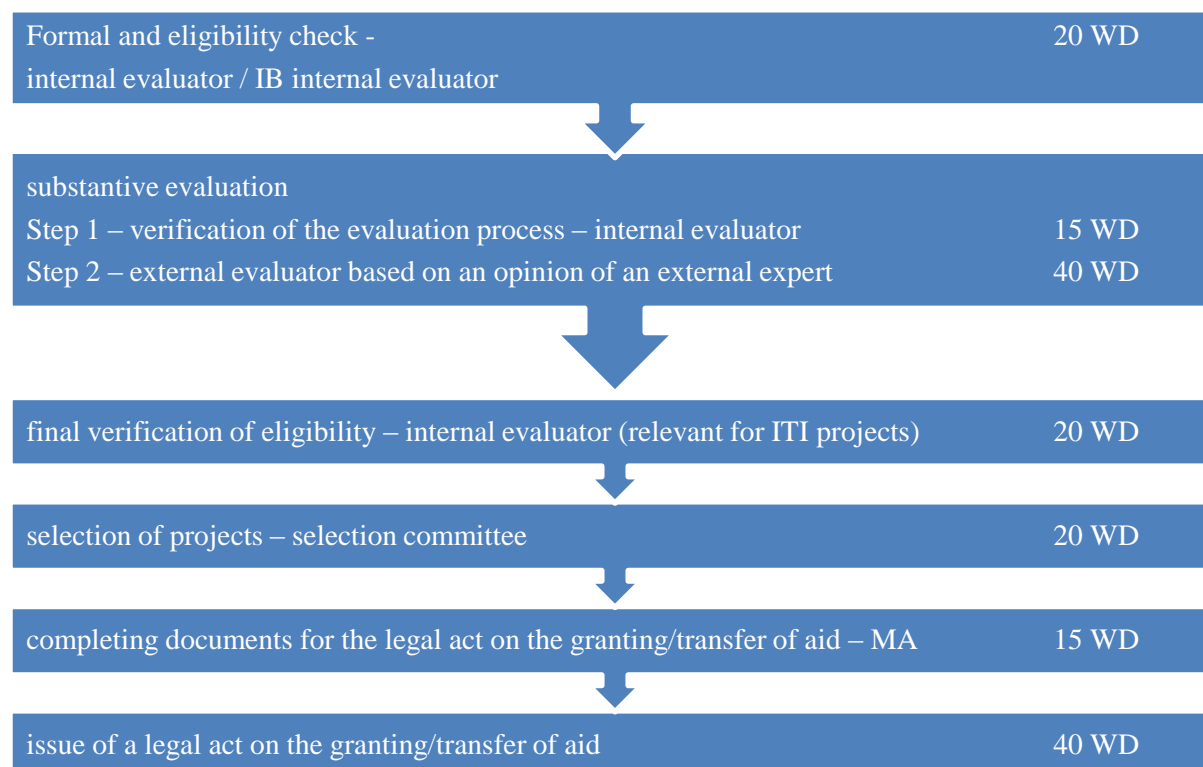 Formal and eligibility check - 20 WD
internal evaluator / IB internal evaluator
substantive evaluation
Step 1 – verification of the evaluation process – internal evaluator 15 WD
Step 2 – external evaluator based on an opinion of an external expert 40 WD
final verification of eligibility – internal evaluator (relevant for ITI projects) 20 WD
selection of projects – selection committee 20 WD
completing documents for the legal act on the granting/transfer of aid – MA 15 WD
issue of a legal act on the granting/transfer of aid 40 WD